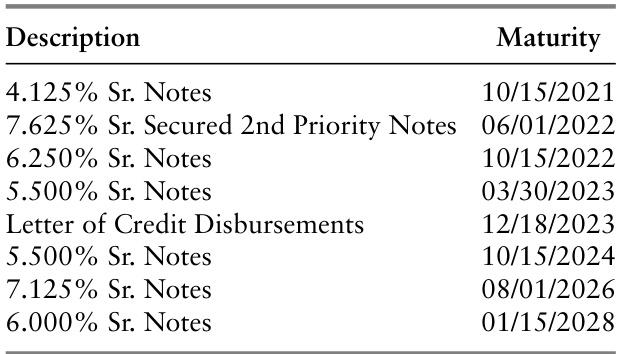 Description Maturity
4.125% Sr. Notes 10/15/2021
7.625% Sr. Secured 2nd Priority Notes 06/01/2022
6.250% Sr. Notes 10/15/2022
5.500% Sr. Notes 03/30/2023
Letter of Credit Disbursements 12/18/2023
5.500% Sr. Notes 10/15/2024
7.125% Sr. Notes 08/01/2026
6.000% Sr. Notes 01/15/2028